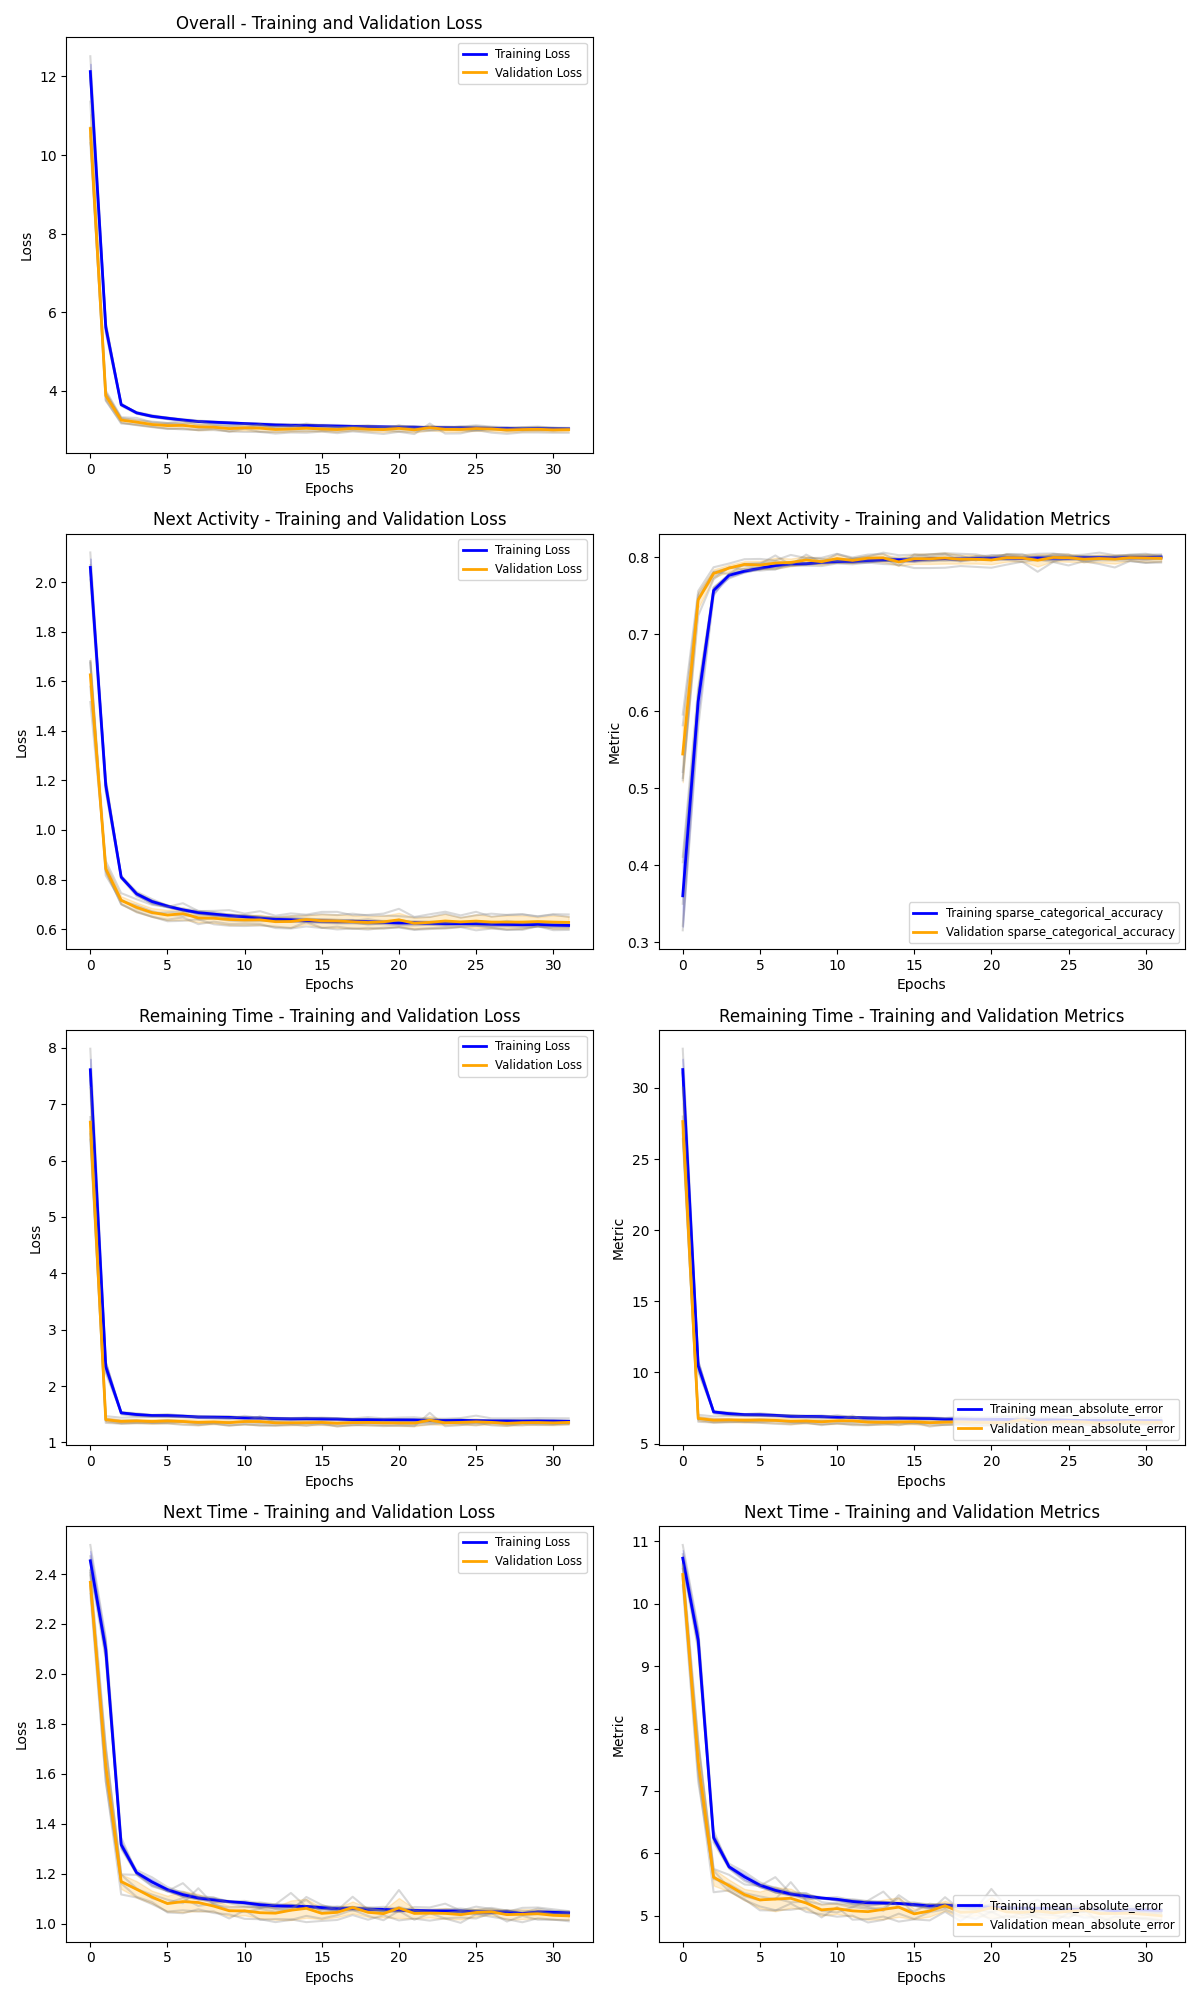 Overall - Training and Validation Loss
Training Loss
Validation Loss
12
10
8
6
4
Loss
0 5 10 15 20 25 30
Epochs
Next Activity - Training and Validation Loss
Training Loss
Validation Loss
2.0
1.8
1.6
1.4
1.2
1.0
0.8
0.6
Loss
0 5 10 15 20 25 30
Epochs
Next Activity - Training and Validation Metrics
0.8
0.7
0.6
0.5
0.4
0.3
Metric
Training sparse_categorical_accuracy
Validation sparse_categorical_accuracy
0 5 10 15 20 25 30
Epochs
Remaining Time - Training and Validation Loss
Training Loss
Validation Loss
8
7
6
5
4
3
2
1
Loss
0 5 10 15 20 25 30
Epochs
Remaining Time - Training and Validation Metrics
30
25
20
15
10
5
Metric
Training mean_absolute_error
Validation mean_absolute_error
0 5 10 15 20 25 30
Epochs
Next Time - Training and Validation Loss
Training Loss
Validation Loss
2.4
2.2
2.0
1.8
1.6
1.4
1.2
1.0
Loss
0 5 10 15 20 25 30
Epochs
Next Time - Training and Validation Metrics
11
10
9
8
7
6
5
Metric
Training mean_absolute_error
Validation mean_absolute_error
0 5 10 15 20 25 30
Epochs